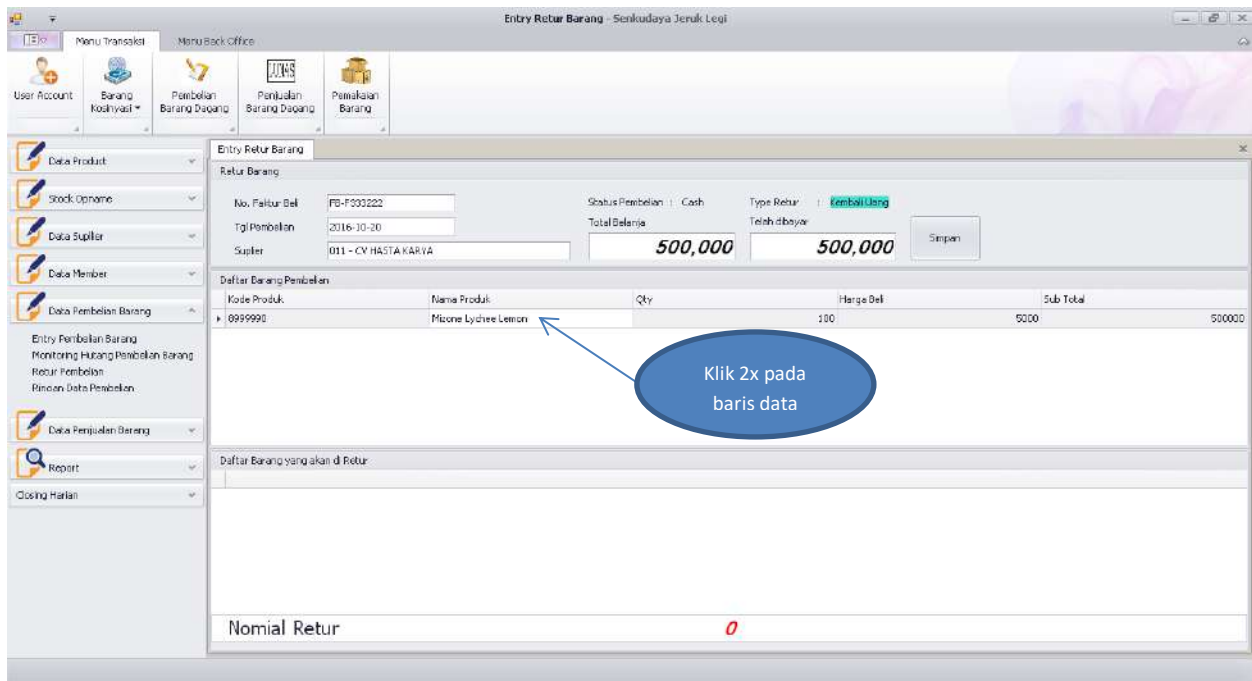 Entry Retur Barang - Senkudaya Jeruk Legi
Menu Transaksi Menu Back Office
User Account Barang Kosinyasi Pembelian Barang Dagang Penjualan Barang Dagang Pemakaian Barang
Data Product
Stock Opname
Data Suplier
Data Member
Data Pembelian Barang
Entry Pembelian Barang
Monitoring Hutang Pembelian Barang
Retur Pembelian
Rincian Data Pembelian
Data Penjualan Barang
Report
Closing Harian
Entry Retur Barang
Retur Barang
No. Faktur Beli FB-F333222
Tgl Pembelian 2016-10-20
Suplier 011 - CV HASTA KARYA
Status Pembelian : Cash Type Retur : Kembali Uang
Total Belanja Telah dibayar
500,000 500,000 Simpan
Daftar Barang Pembelian
Kode Produk Nama Produk Qty Harga Beli Sub Total
8999990 Mizone Lychee Lemon 100 5000 500000
Klik 2x pada
baris data
Daftar Barang yang akan di Retur
Nomial Retur 0